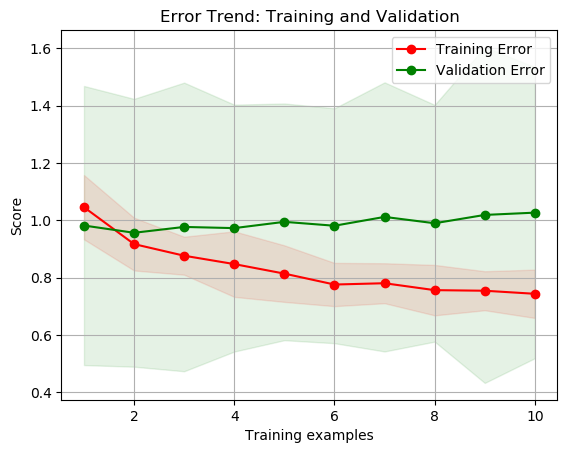 Error Trend: Training and Validation
Training Error
Validation Error
Score
1.6
1.4
1.2
1.0
0.8
0.6
0.4
2
4
6
8
10
Training examples